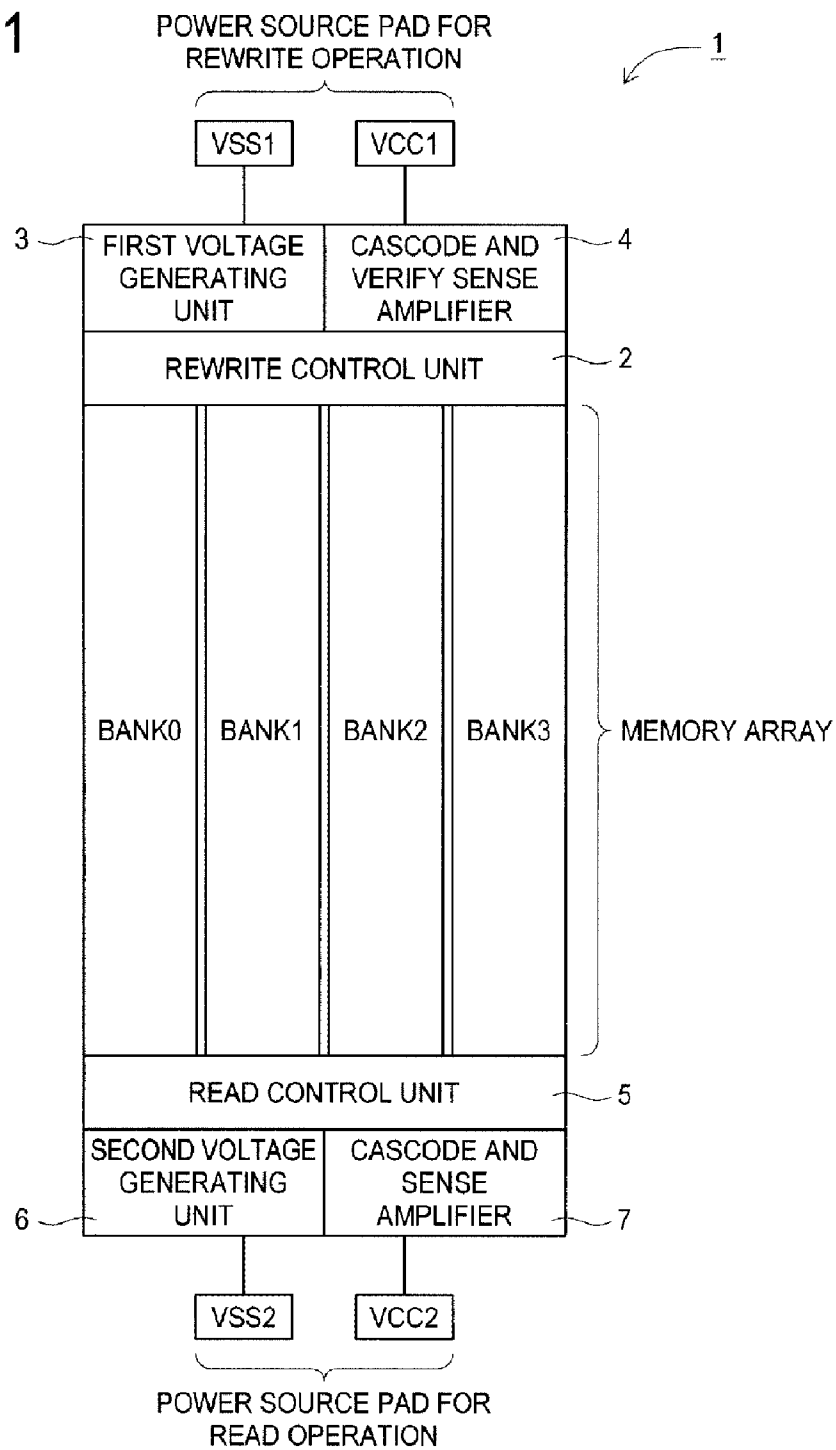 1
POWER SOURCE PAD FOR
REWRITE OPERATION
1
VSS1
VCC1
3
FIRST VOLTAGE
GENERATING
UNIT
CASCODE AND
VERIFY SENSE
AMPLIFIER
4
REWRITE CONTROL UNIT
2
BANK0
BANK1
BANK2
BANK3
MEMORY ARRAY
READ CONTROL UNIT
5
SECOND VOLTAGE
GENERATING
UNIT
6
CASCODE AND
SENSE
AMPLIFIER
7
VSS2
VCC2
POWER SOURCE PAD FOR
READ OPERATION